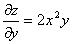 ∂z/∂y = 2x²y